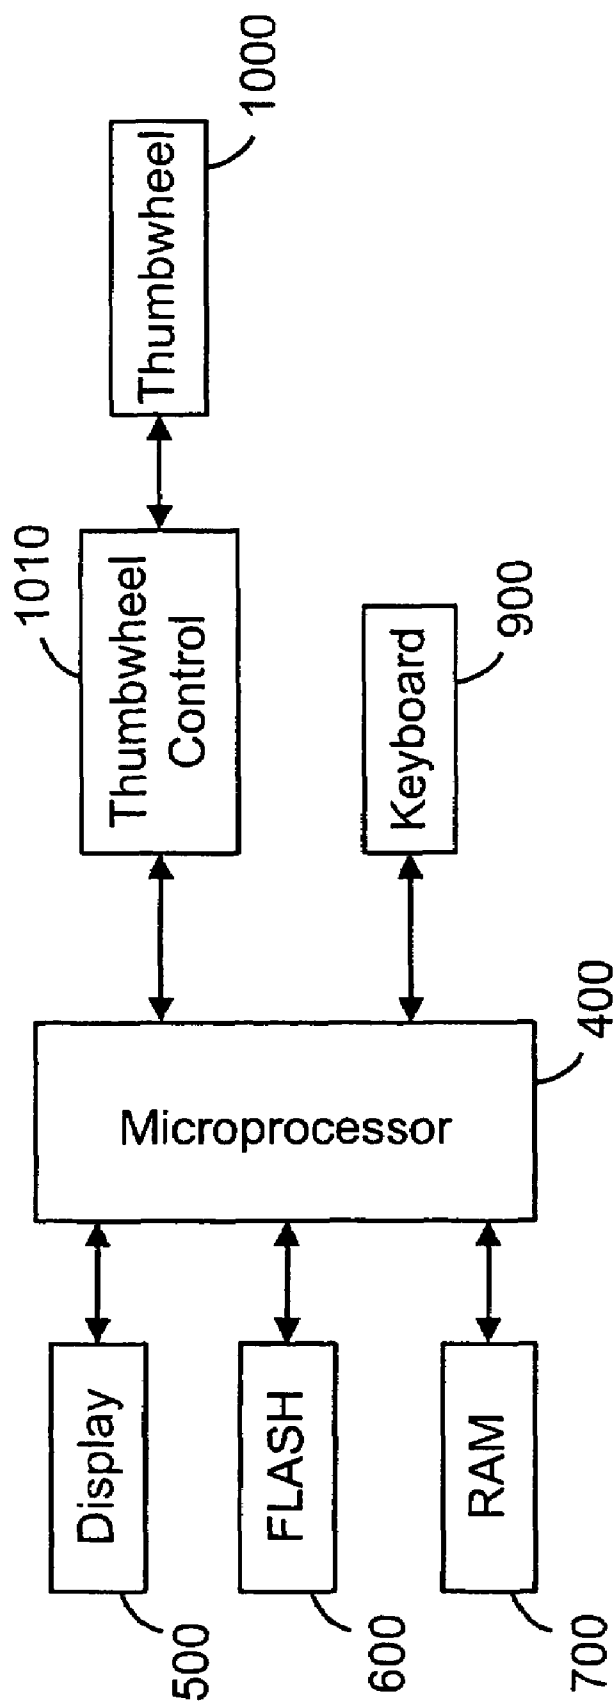 500
Display
600
FLASH
700
RAM
Microprocessor
400
1010
Thumbwheel
Control
Keyboard
900
Thumbwheel
1000